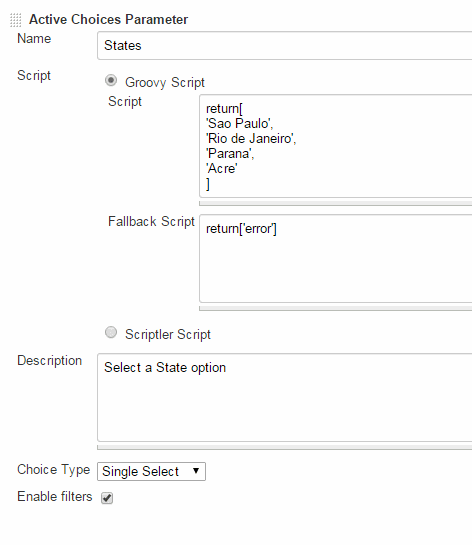 Active Choices Parameter
Name
States
Script
Groovy Script
Script
return[
'Sao Paulo',
'Rio de Janeiro',
'Parana',
'Acre'
]
Fallback Script
return['error']
Scriptler Script
Description
Select a State option
Choice Type
Single Select
Enable filters